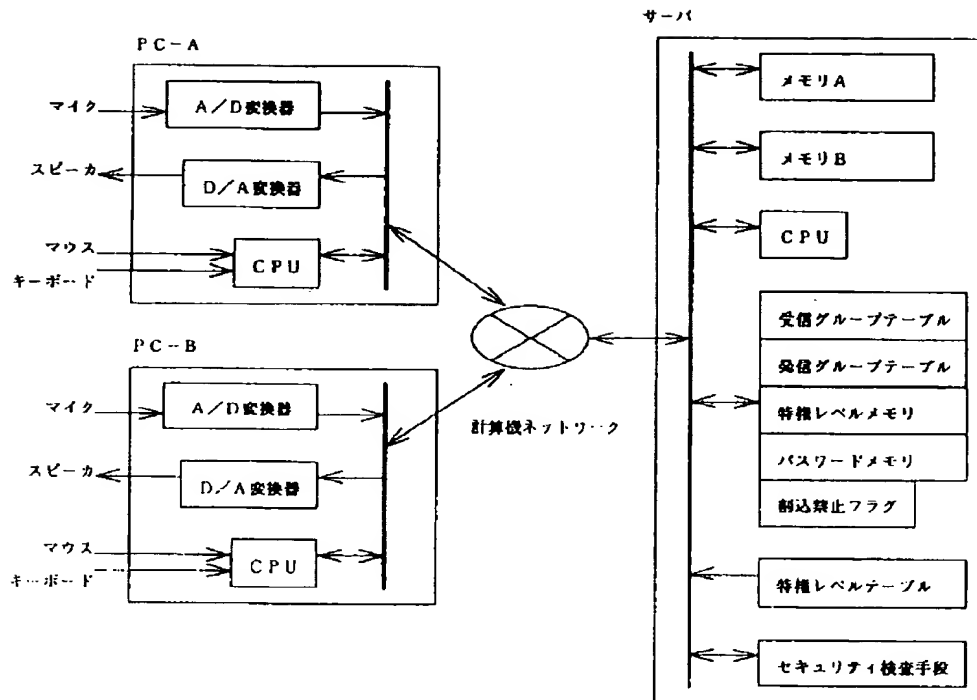 PC-A
マイク
A/D変換器
スピーカ
D/A変換器
マウス
キーボード
CPU
PC-B
マイク
A/D変換器
スピーカ
D/A変換器
マウス
キーボード
CPU
計算機ネットワーク
サーバ
メモリA
メモリB
CPU
受信グループテーブル
発信グループテーブル
特権レベルメモリ
パスワードメモリ
割込禁止フラグ
特権レベルテーブル
セキュリティ検査手段